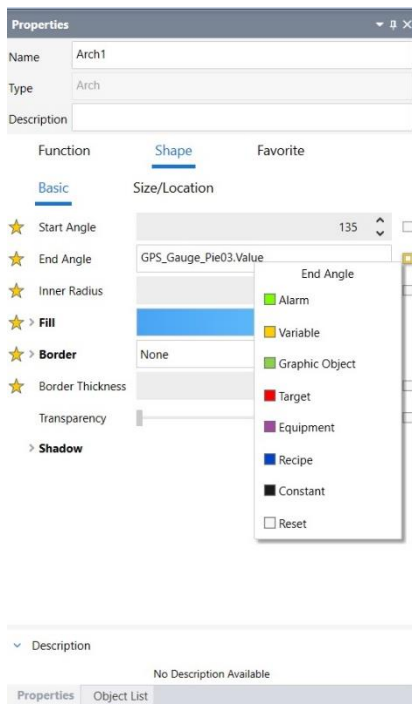 Properties
Name Arch1
Type Arch
Description
Function Shape Favorite
Basic Size/Location
Start Angle 135
End Angle GPS_Gauge_Pie03.Value
End Angle
Inner Radius
Alarm
Fill
Variable
Border None
Graphic Object
Border Thickness
Target
Transparency
Equipment
Shadow
Recipe
Constant
Reset
Description
No Description Available
Properties Object List